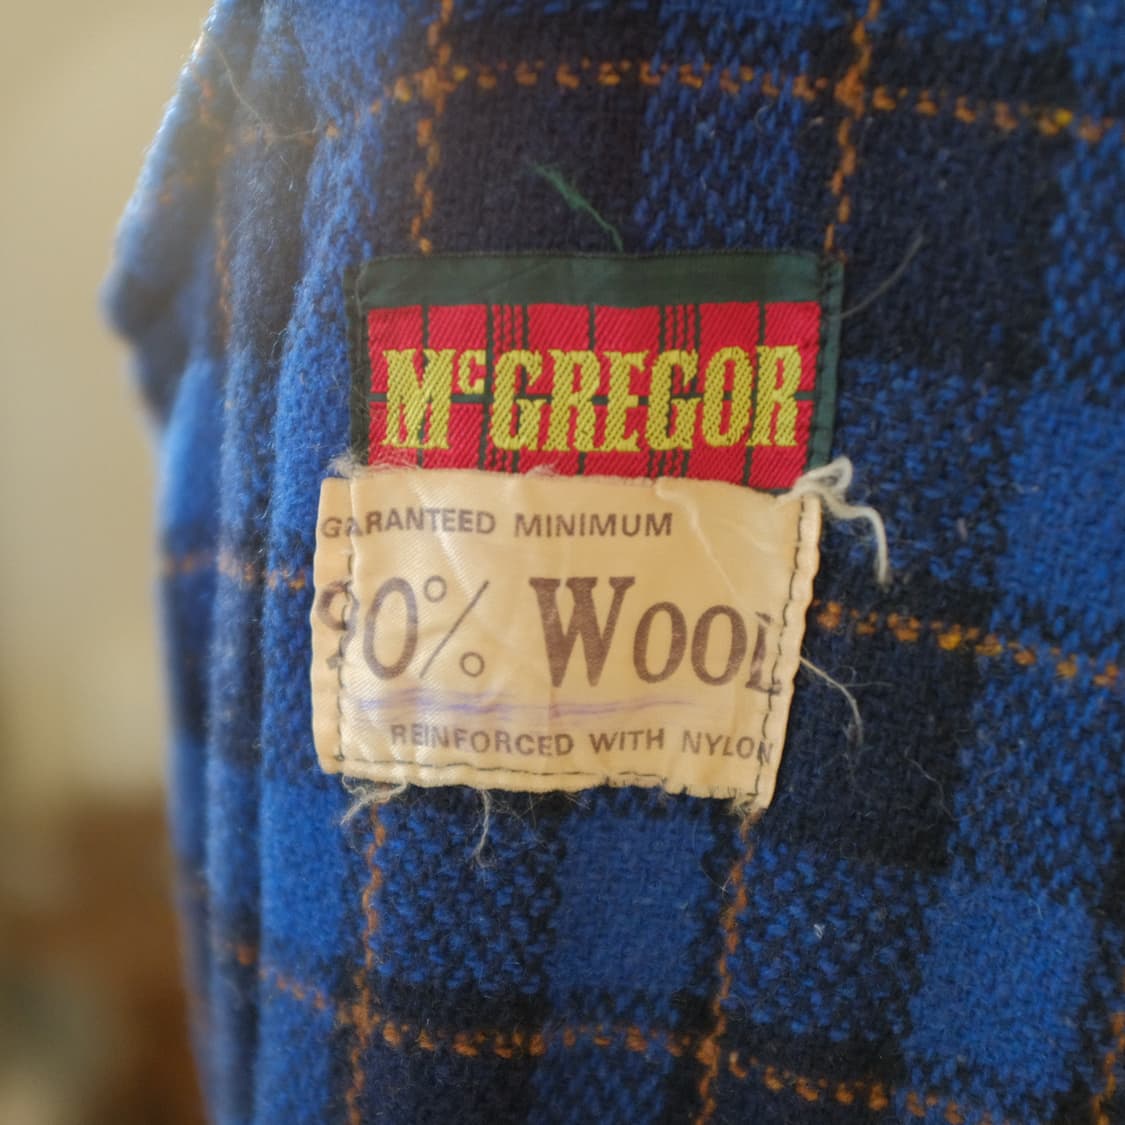 McGREGOR
GARANTEED MINIMUM
90% WOOL
REINFORCED WITH NYLON